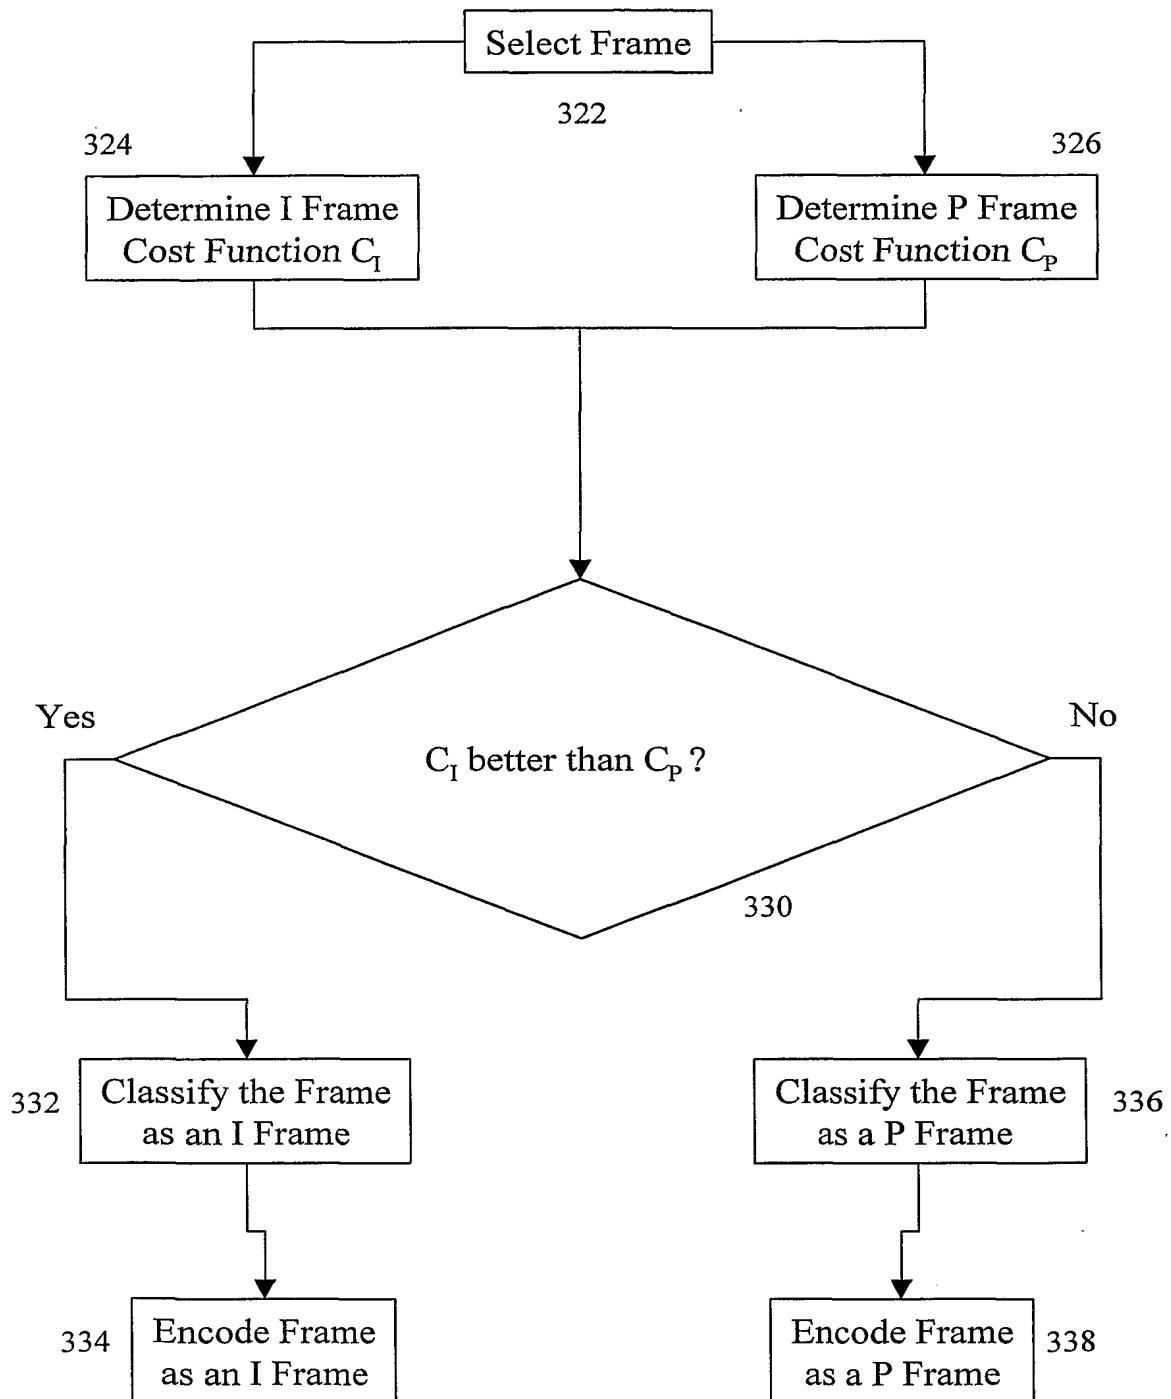 Select Frame
322
324
326
Determine I Frame
Cost Function C_I
Determine P Frame
Cost Function C_P
Yes
No
C_I better than C_P ?
330
332
Classify the Frame
as an I Frame
Classify the Frame
as a P Frame
336
334
Encode Frame
as an I Frame
Encode Frame
as a P Frame
338